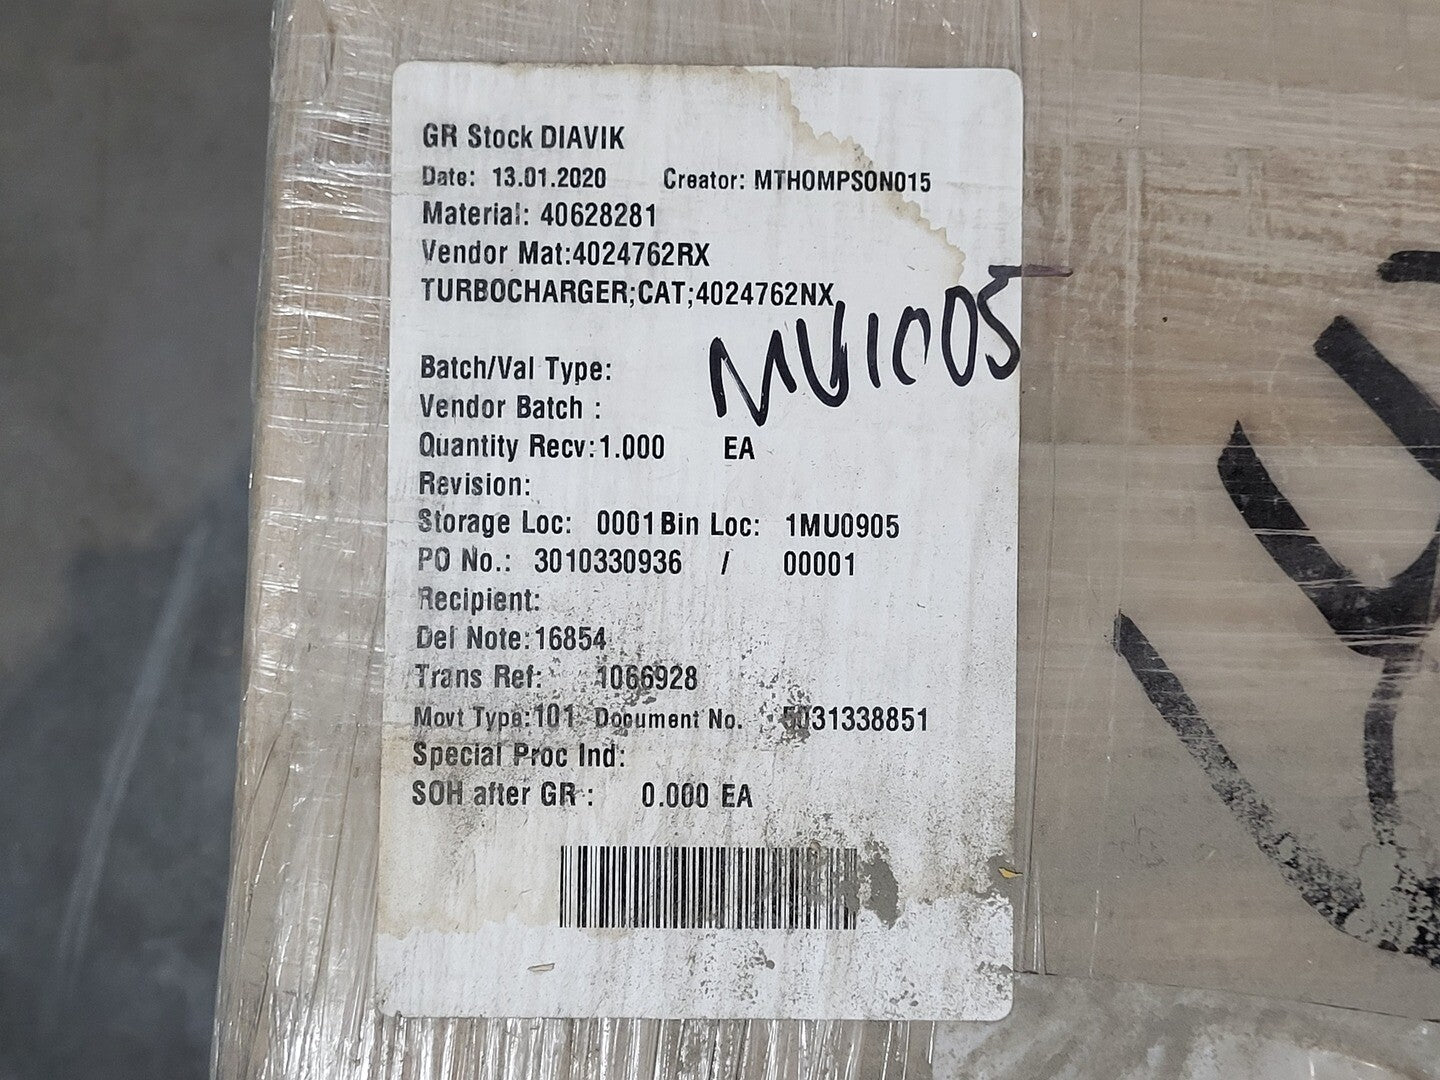 GR Stock DIAVIK
Date: 13.01.2020 Creator: MTHOMPSON015
Material: 40628281
Vendor Mat:4024762RX
TURBOCHARGER;CAT;4024762NX
MU1005
Batch/Val Type:
Vendor Batch :
Quantity Recv:1.000 EA
Revision:
Storage Loc: 0001 Bin Loc: 1MU0905
PO No.: 3010330936 / 00001
Recipient:
Del Note:16854
Trans Ref: 1066928
Movt Type:101 Document No. 5031338851
Special Proc Ind:
SOH after GR : 0.000 EA